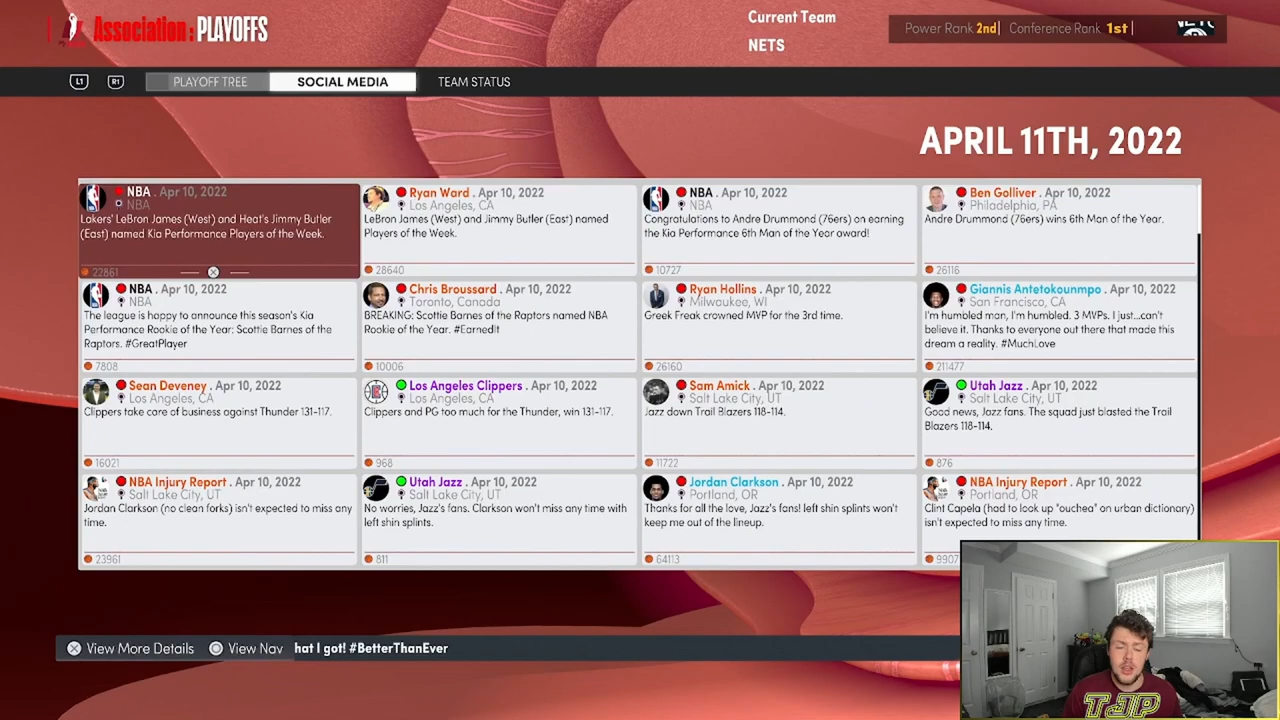 Association: PLAYOFFS
Current Team
NETS
Power Rank 2nd| Conference Rank 1st|
L1 R1 PLAYOFF TREE SOCIAL MEDIA TEAM STATUS
APRIL 11TH, 2022
NBA . Apr 10, 2022
NBA
Lakers' LeBron James (West) and Heat's Jimmy Butler
(East) named Kia Performance Players of the Week.
22861
Ryan Ward . Apr 10, 2022
Los Angeles, CA
LeBron James (West) and Jimmy Butler (East) named
Players of the Week.
28640
NBA . Apr 10, 2022
NBA
Congratulations to Andre Drummond (76ers) on earning
the Kia Performance 6th Man of the Year award!
10727
Ben Golliver . Apr 10, 2022
Philadelphia, PA
Andre Drummond (76ers) wins 6th Man of the Year.
26116
NBA . Apr 10, 2022
NBA
The league is happy to announce this season's Kia
Performance Rookie of the Year: Scottie Barnes of the
Raptors. #GreatPlayer
7808
Chris Broussard . Apr 10, 2022
Toronto, Canada
BREAKING: Scottie Barnes of the Raptors named NBA
Rookie of the Year. #EarnedIt
10006
Ryan Hollins . Apr 10, 2022
Milwaukee, WI
Greek Freak crowned MVP for the 3rd time.
26160
Giannis Antetokounmpo . Apr 10, 2022
San Francisco, CA
I'm humbled man, I'm humbled. 3 MVPs. I just...can't
believe it. Thanks to everyone out there that made this
dream a reality. #MuchLove
211477
Sean Deveney . Apr 10, 2022
Los Angeles, CA
Clippers take care of business against Thunder 131-117.
16021
Los Angeles Clippers . Apr 10, 2022
Los Angeles, CA
Clippers and PG too much for the Thunder, win 131-117.
968
Sam Amick . Apr 10, 2022
Salt Lake City, UT
Jazz down Trail Blazers 118-114.
11722
Utah Jazz . Apr 10, 2022
Salt Lake City, UT
Good news, Jazz fans. The squad just blasted the Trail
Blazers 118-114.
876
NBA Injury Report . Apr 10, 2022
Salt Lake City, UT
Jordan Clarkson (no clean forks) isn't expected to miss any
time.
23961
Utah Jazz . Apr 10, 2022
Salt Lake City, UT
No worries, Jazz's fans. Clarkson won't miss any time with
left shin splints.
811
Jordan Clarkson . Apr 10, 2022
Portland, OR
Thanks for all the love, Jazz's fans! left shin splints won't
keep me out of the lineup.
64113
NBA Injury Report . Apr 10, 2022
Portland, OR
Clint Capela (had to look up "ouchea" on urban dictionary)
isn't expected to miss any time.
9907
View More Details View Nav hat I got! #BetterThanEver
TJP